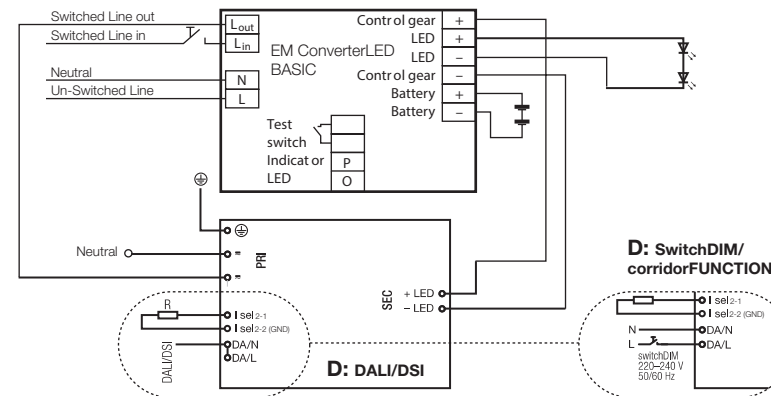 Switched Line out
Switched Line in
Neutral
Un-Switched Line
Lout
Lin
N
L
EM ConverterLED
BASIC
Control gear +
LED +
LED –
Control gear –
Battery +
Battery –
Test
switch
Indicat or
LED
P
O
Neutral
=
=
PRI
SEC
+ LED
– LED
R
I sel 2-1
I sel 2-2 (GND)
DA/N
DA/L
DALI/DSI
D: DALI/DSI
D: SwitchDIM/
corridorFUNCTION
I sel 2-1
I sel 2-2 (GND)
N
DA/N
L
DA/L
switchDIM
220–240 V
50/60 Hz